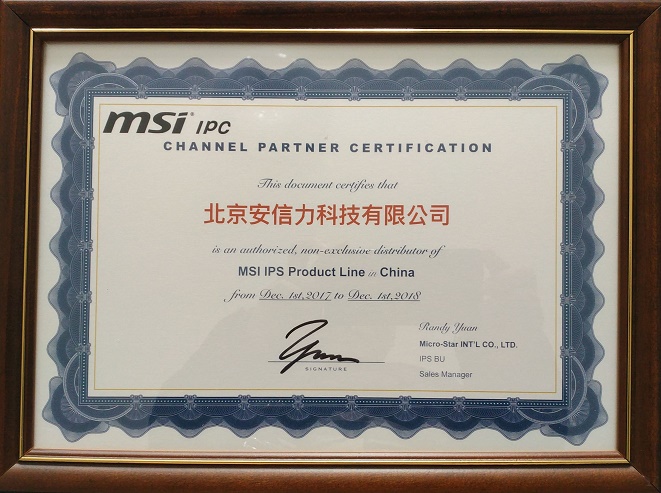 msi IPC
CHANNEL PARTNER CERTIFICATION
This document certifies that
北京安信力科技有限公司
is an authorized, non-exclusive distributor of
MSI IPS Product Line in China
from Dec. 1st,2017 to Dec. 1st,2018
Randy Yuan
Yuan
Micro-Star INT'L CO., LTD.
SIGNATURE
IPS BU
Sales Manager